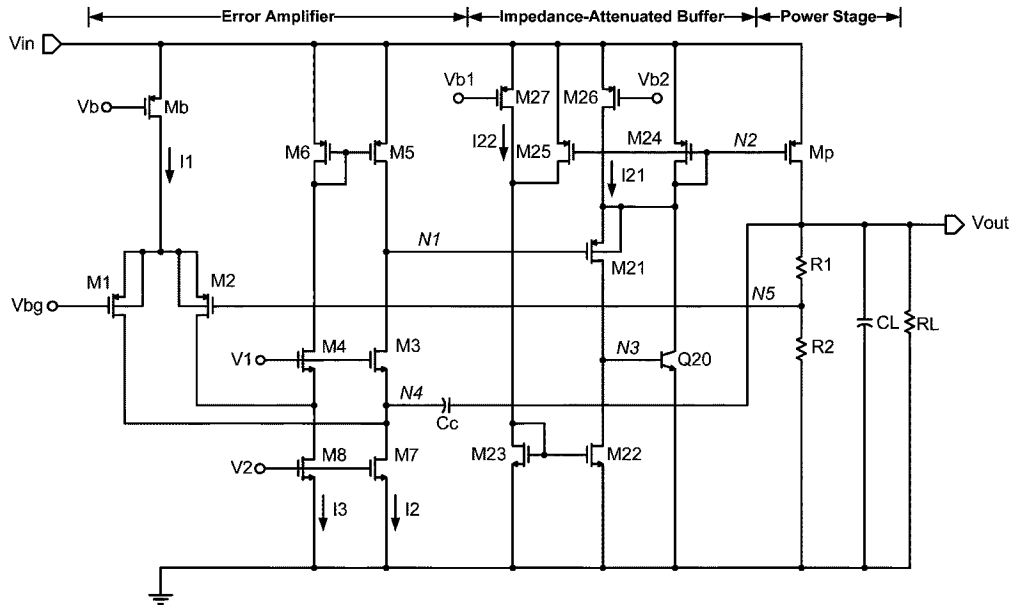 Error Amplifier
Impedance-Attenuated Buffer
Power Stage
Vin
Vb1
Vb2
M27
M26
Vb
Mb
I22
M6
M5
M25
M24
N2
Mp
I1
I21
Vout
N1
M21
R1
M1
M2
Vbg
N5
CL
RL
V1
M4
M3
N3
Q20
R2
N4
Cc
V2
M8
M7
M23
M22
I3
I2